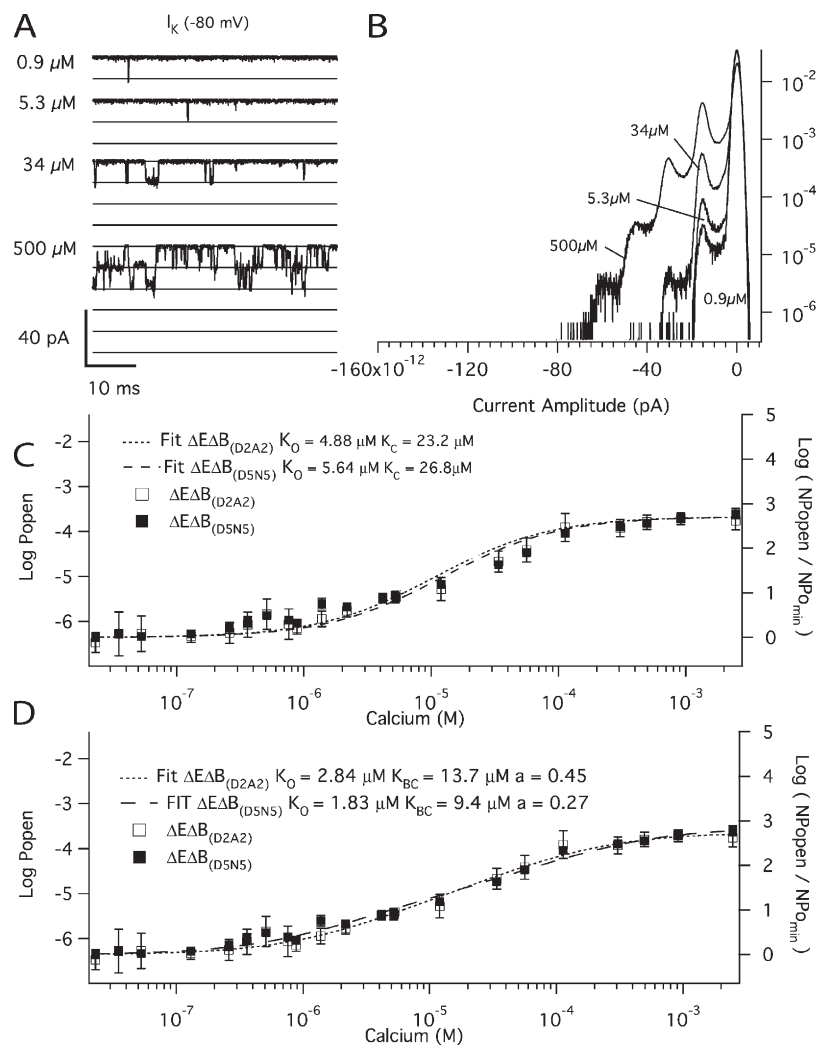 A
I_K (-80 mV)
0.9 µM
5.3 µM
34 µM
500 µM
40 pA
10 ms
B
34µM
5.3µM
500µM
0.9µM
10^-2
10^-3
10^-4
10^-5
10^-6
-160x10^-12
-120
-80
-40
0
Current Amplitude (pA)
C
Fit ΔEΔB(D2A2) K_O = 4.88 µM K_C = 23.2 µM
Fit ΔEΔB(D5N5) K_O = 5.64 µM K_C = 26.8µM
ΔEΔB(D2A2)
ΔEΔB(D5N5)
Log Popen
-2
-3
-4
-5
-6
5
4
3
2
1
0
Log ( NPopen / NPo_min )
10^-7
10^-6
10^-5
10^-4
10^-3
Calcium (M)
D
Fit ΔEΔB(D2A2) K_O = 2.84 µM K_BC = 13.7 µM a = 0.45
FIT ΔEΔB(D5N5) K_O = 1.83 µM K_BC = 9.4 µM a = 0.27
ΔEΔB(D2A2)
ΔEΔB(D5N5)
Log Popen
-2
-3
-4
-5
-6
5
4
3
2
1
0
Log ( NPopen / NPo_min )
10^-7
10^-6
10^-5
10^-4
10^-3
Calcium (M)